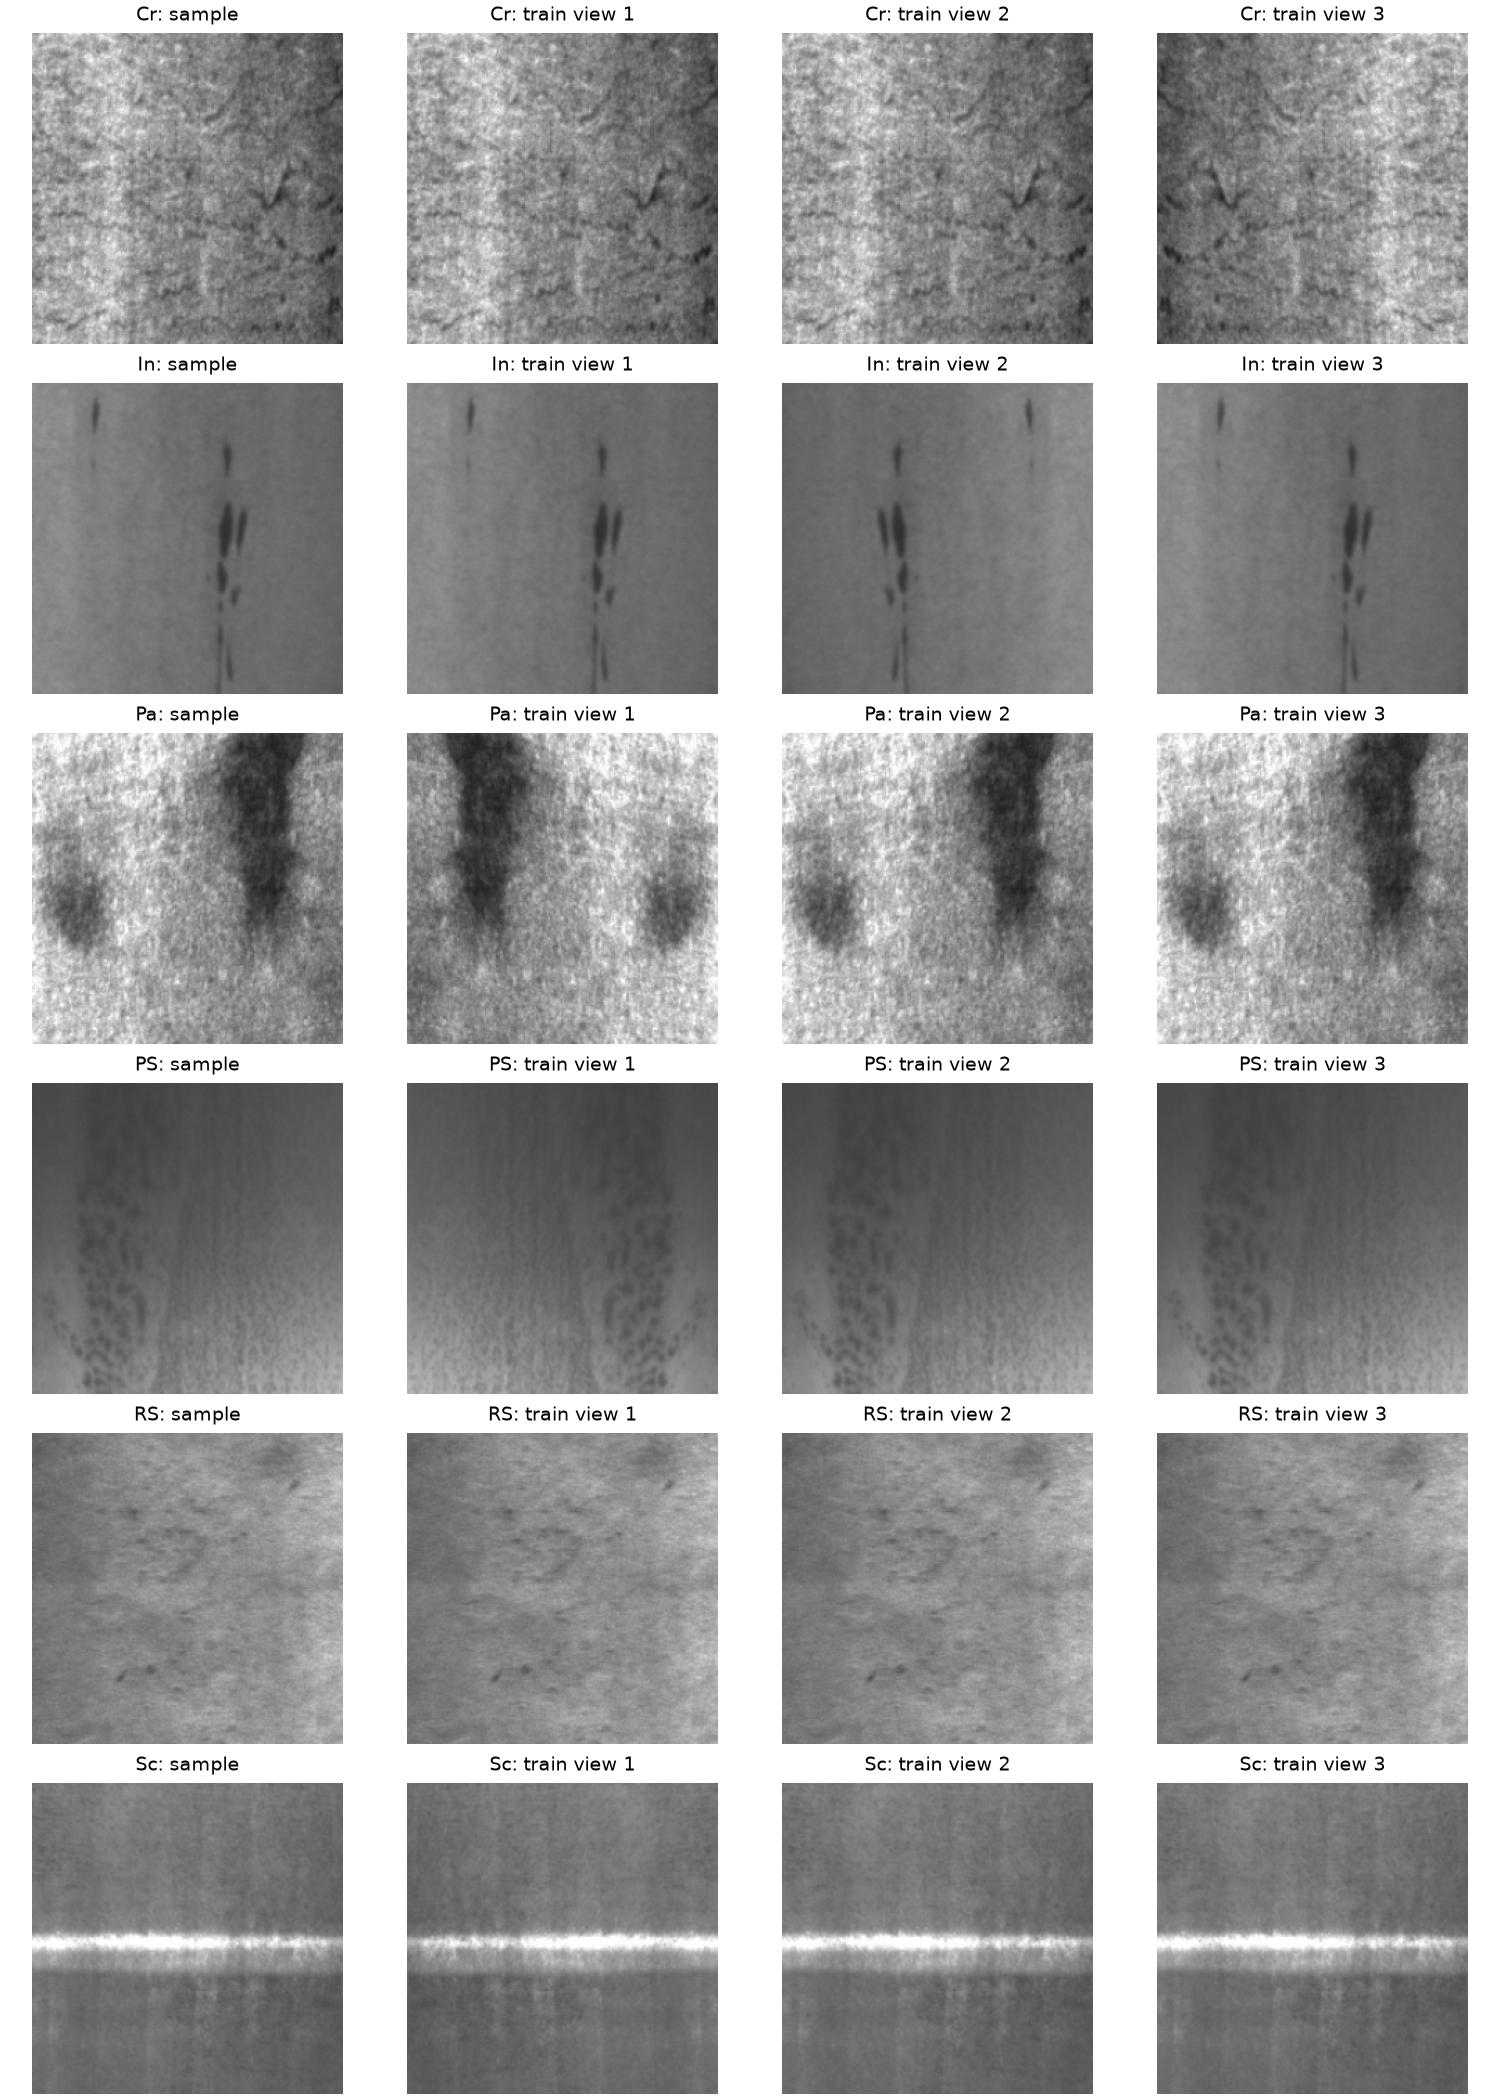 Cr: sample
Cr: train view 1
Cr: train view 2
Cr: train view 3
In: sample
In: train view 1
In: train view 2
In: train view 3
Pa: sample
Pa: train view 1
Pa: train view 2
Pa: train view 3
PS: sample
PS: train view 1
PS: train view 2
PS: train view 3
RS: sample
RS: train view 1
RS: train view 2
RS: train view 3
Sc: sample
Sc: train view 1
Sc: train view 2
Sc: train view 3